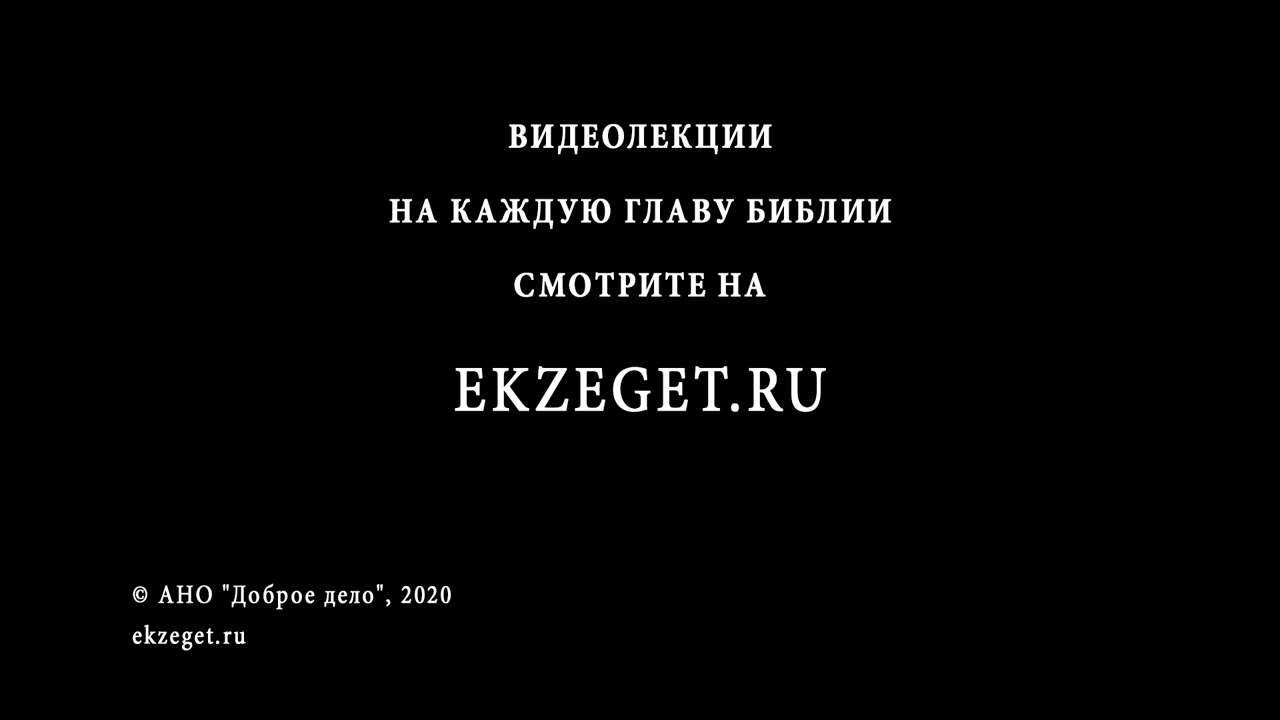 ВИДЕОЛЕКЦИИ
НА КАЖДУЮ ГЛАВУ БИБЛИИ
СМОТРИТЕ НА
EKZEGET.RU
© АНО "Доброе дело", 2020
ekzeget.ru